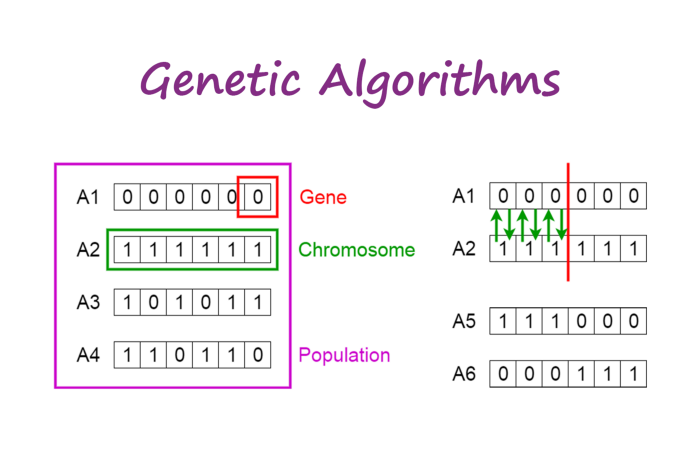 Genetic Algorithms
A1 0 0 0 0 0 0 Gene
A2 1 1 1 1 1 1 Chromosome
A3 1 0 1 0 1 1
A4 1 1 0 1 1 0 Population
A1 0 0 0 0 0 0
A2 1 1 1 1 1 1
A5 1 1 1 0 0 0
A6 0 0 0 1 1 1